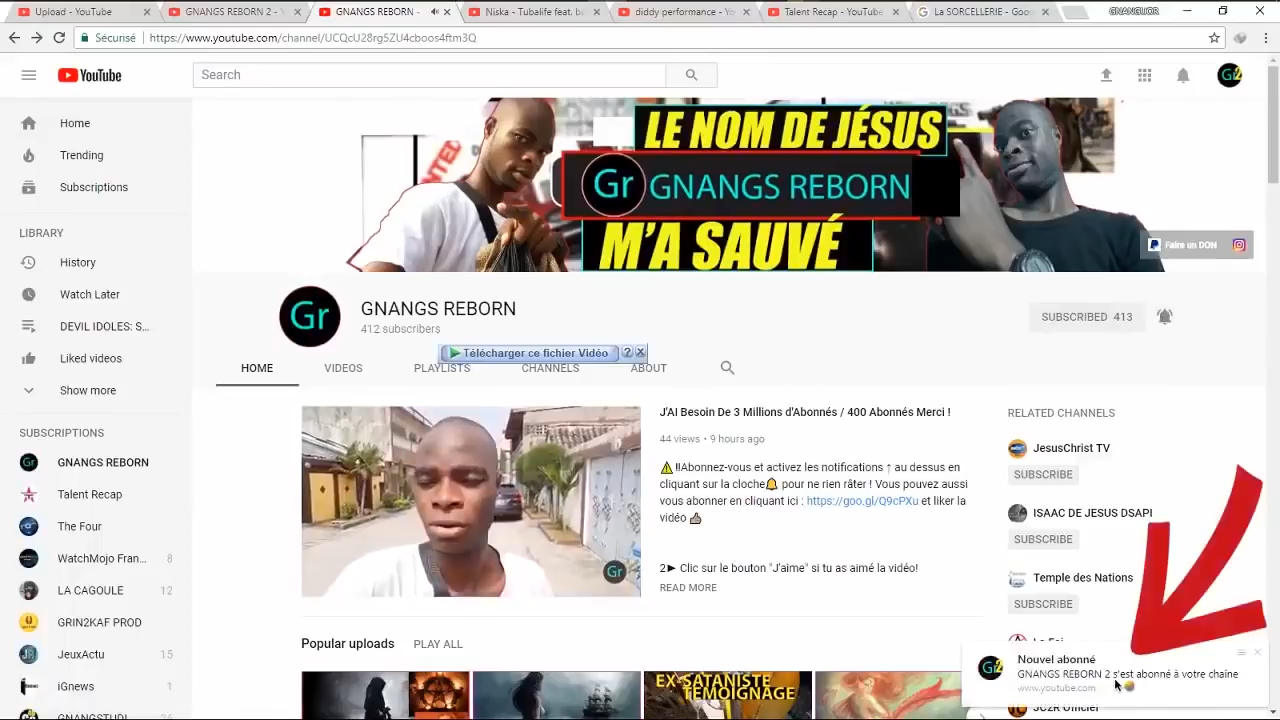 Upload - YouTube
GNANGS REBORN 2 - Y
GNANGS REBORN -
Niska - Tubalife feat. b
diddy performance - Yo
Talent Recap - YouTube
La SORCELLERIE - Goo
GNANGUOR
Sécurisé
https://www.youtube.com/channel/UCQcU28rg5ZU4cboos4ftm3Q
YouTube
Search
Gr2
Home
Trending
Subscriptions
LIBRARY
History
Watch Later
DEVIL IDOLES: S...
Liked videos
Show more
SUBSCRIPTIONS
GNANGS REBORN
Talent Recap
The Four
WatchMojo Fran... 8
LA CAGOULE 12
GRIN2KAF PROD
JeuxActu 15
iGnews 1
LE NOM DE JÉSUS
Gr GNANGS REBORN
M'A SAUVÉ
Faire un DON
Gr
GNANGS REBORN
412 subscribers
SUBSCRIBED 413
Télécharger ce fichier Vidéo ? X
HOME VIDEOS PLAYLISTS CHANNELS ABOUT
Gr
J'AI Besoin De 3 Millions d'Abonnés / 400 Abonnés Merci !
44 views • 9 hours ago
⚠‼Abonnez-vous et activez les notifications ↑ au dessus en
cliquant sur la cloche🔔 pour ne rien râter ! Vous pouvez aussi
vous abonner en cliquant ici : https://goo.gl/Q9cPXu et liker la
vidéo 👍
2► Clic sur le bouton "J'aime" si tu as aimé la vidéo!
READ MORE
Popular uploads PLAY ALL
EX-SATANISTE
TÉMOIGNAGE
RELATED CHANNELS
JesusChrist TV
SUBSCRIBE
ISAAC DE JESUS DSAPI
SUBSCRIBE
Temple des Nations
SUBSCRIBE
Gr2
Nouvel abonné
GNANGS REBORN 2 s'est abonné à votre chaîne
www.youtube.com
JC2R Officiel